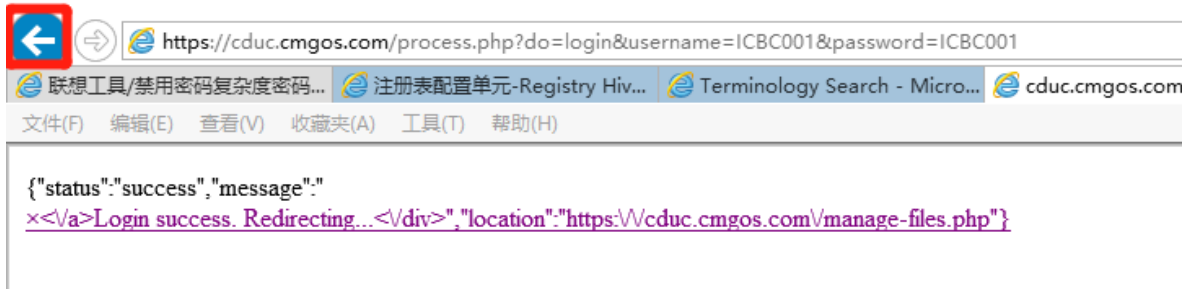 https://cduc.cmgos.com/process.php?do=login&username=ICBC001&password=ICBC001
联想工具/禁用密码复杂度密码... 注册表配置单元-Registry Hiv... Terminology Search - Micro... cduc.cmgos.com
文件(F) 编辑(E) 查看(V) 收藏夹(A) 工具(T) 帮助(H)
{"status":"success","message":"
×<\/a>Login success. Redirecting...<\/div>","location":"https:\/\/cduc.cmgos.com\/manage-files.php"}